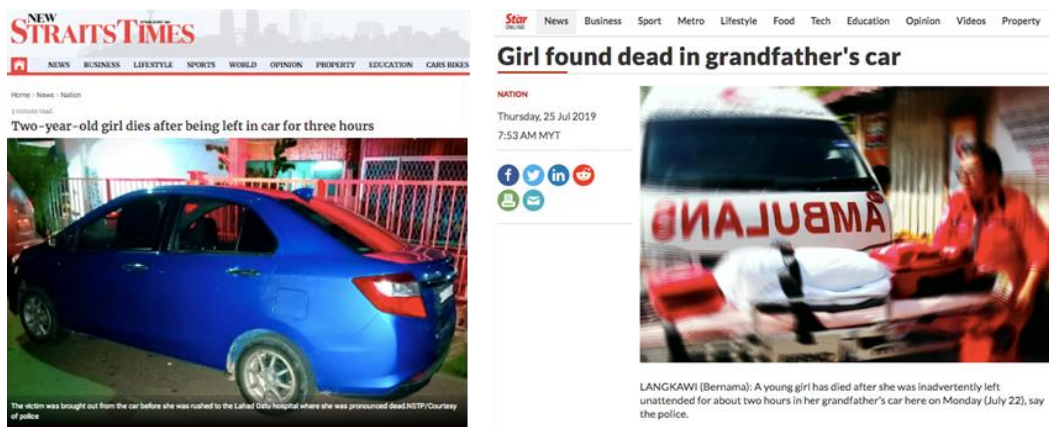 NEW
STRAITS TIMES
NEWS BUSINESS LIFESTYLE SPORTS WORLD OPINION PROPERTY EDUCATION CARS BIKES
Home › News › Nation
3 minute read
Two-year-old girl dies after being left in car for three hours
The victim was brought out from the car before she was rushed to the Lahad Datu hospital where she was pronounced dead.NSTP/Courtesy
of police
Star
ONLINE
News Business Sport Metro Lifestyle Food Tech Education Opinion Videos Property
Girl found dead in grandfather's car
NATION
Thursday, 25 Jul 2019
7:53 AM MYT
AMBULAN
LANGKAWI (Bernama): A young girl has died after she was inadvertently left
unattended for about two hours in her grandfather's car here on Monday (July 22), say
the police.